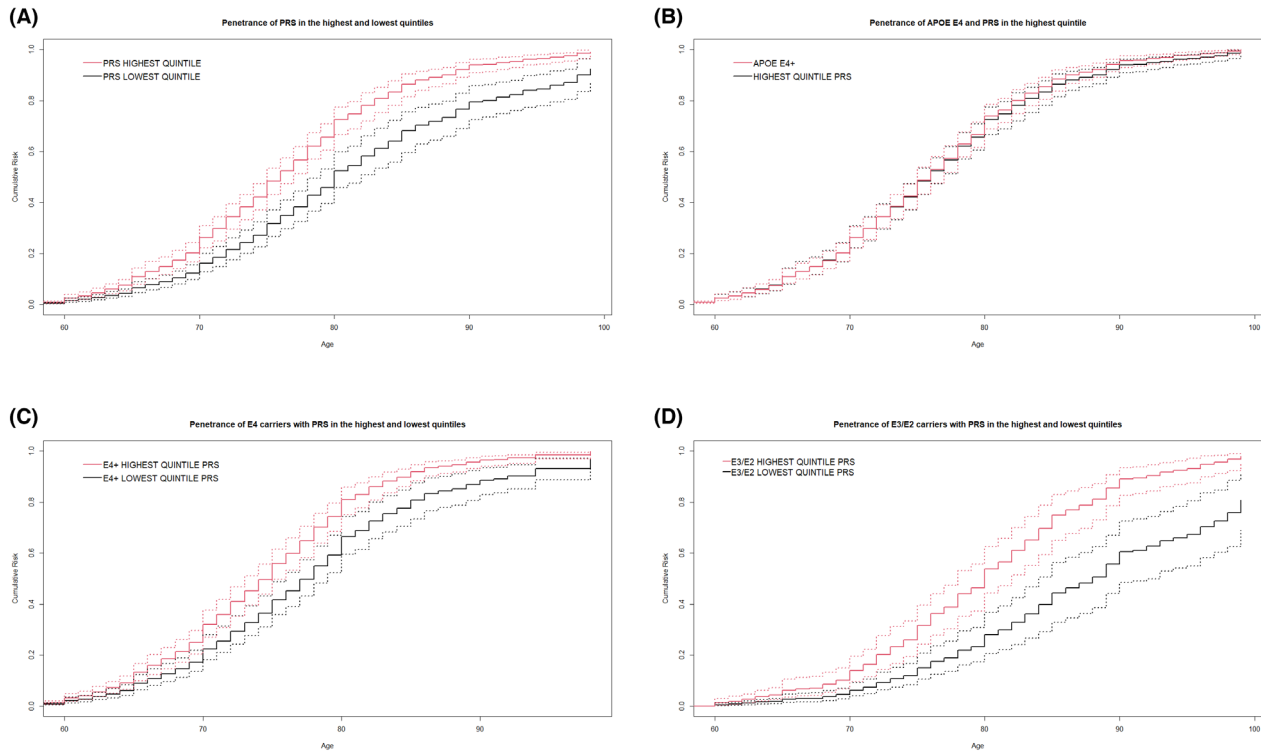 (A)
Penetrance of PRS in the highest and lowest quintiles
PRS HIGHEST QUINTILE
PRS LOWEST QUINTILE
Cumulative Risk
0.0
0.2
0.4
0.6
0.8
1.0
60
70
80
90
100
Age
(B)
Penetrance of APOE E4 and PRS in the highest quintile
APOE E4+
HIGHEST QUINTILE PRS
Cumulative Risk
0.0
0.2
0.4
0.6
0.8
1.0
60
70
80
90
100
Age
(C)
Penetrance of E4 carriers with PRS in the highest and lowest quintiles
E4+ HIGHEST QUINTILE PRS
E4+ LOWEST QUINTILE PRS
Cumulative Risk
0.0
0.2
0.4
0.6
0.8
1.0
60
70
80
90
Age
(D)
Penetrance of E3/E2 carriers with PRS in the highest and lowest quintiles
E3/E2 HIGHEST QUINTILE PRS
E3/E2 LOWEST QUINTILE PRS
Cumulative Risk
0.0
0.2
0.4
0.6
0.8
1.0
60
70
80
90
100
Age